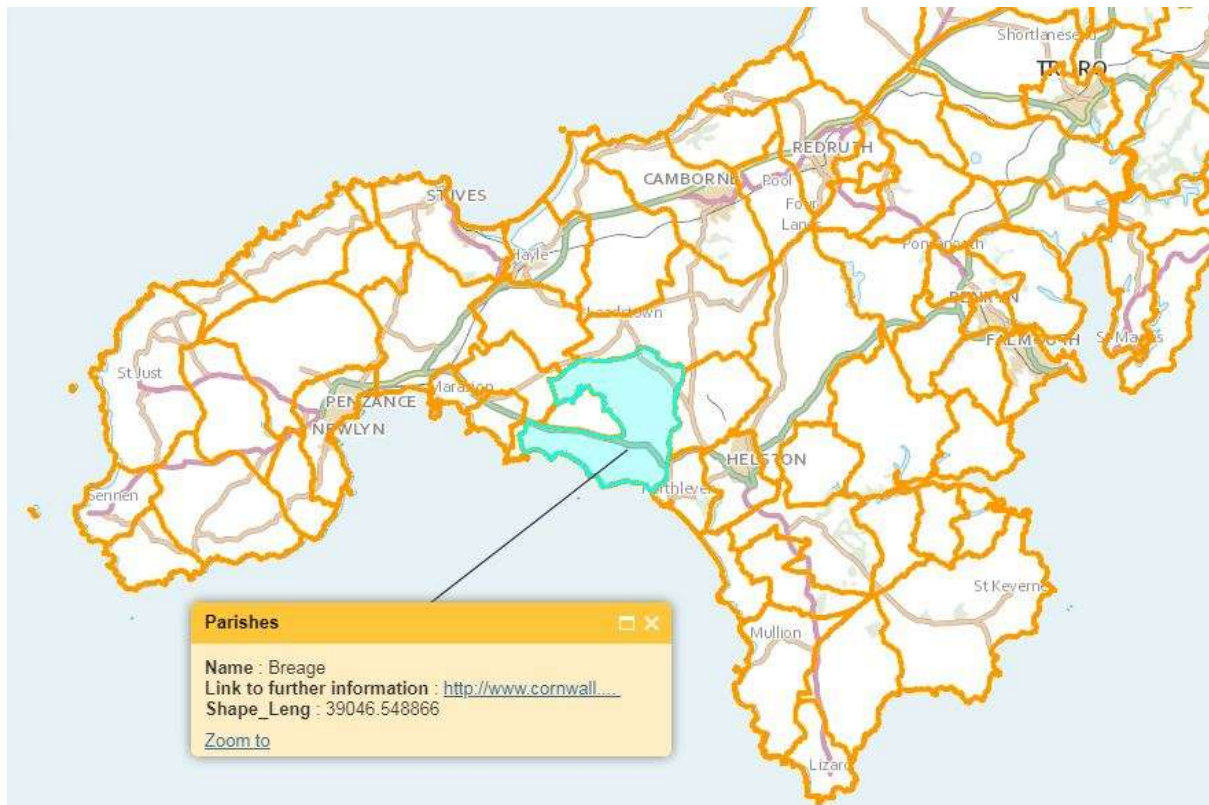 Shortlanesend
TRURO
REDRUTH
CAMBORNE
Pool
Four
Lanes
ST IVES
Hayle
Ponsanooth
PENRYN
FALMOUTH
St Mawes
Leedstown
St Just
Marazion
PENZANCE
NEWLYN
HELSTON
Porthleven
Sennen
St Keverne
Mullion
Lizard
Parishes
Name : Breage
Link to further information : http://www.cornwall....
Shape_Leng : 39046.548866
Zoom to